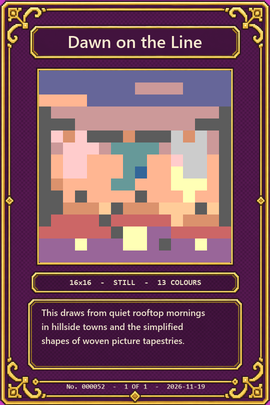 Dawn on the Line
16x16 - STILL - 13 COLOURS
This draws from quiet rooftop mornings
in hillside towns and the simplified
shapes of woven picture tapestries.
No. 000052 - 1 OF 1 - 2026-11-19